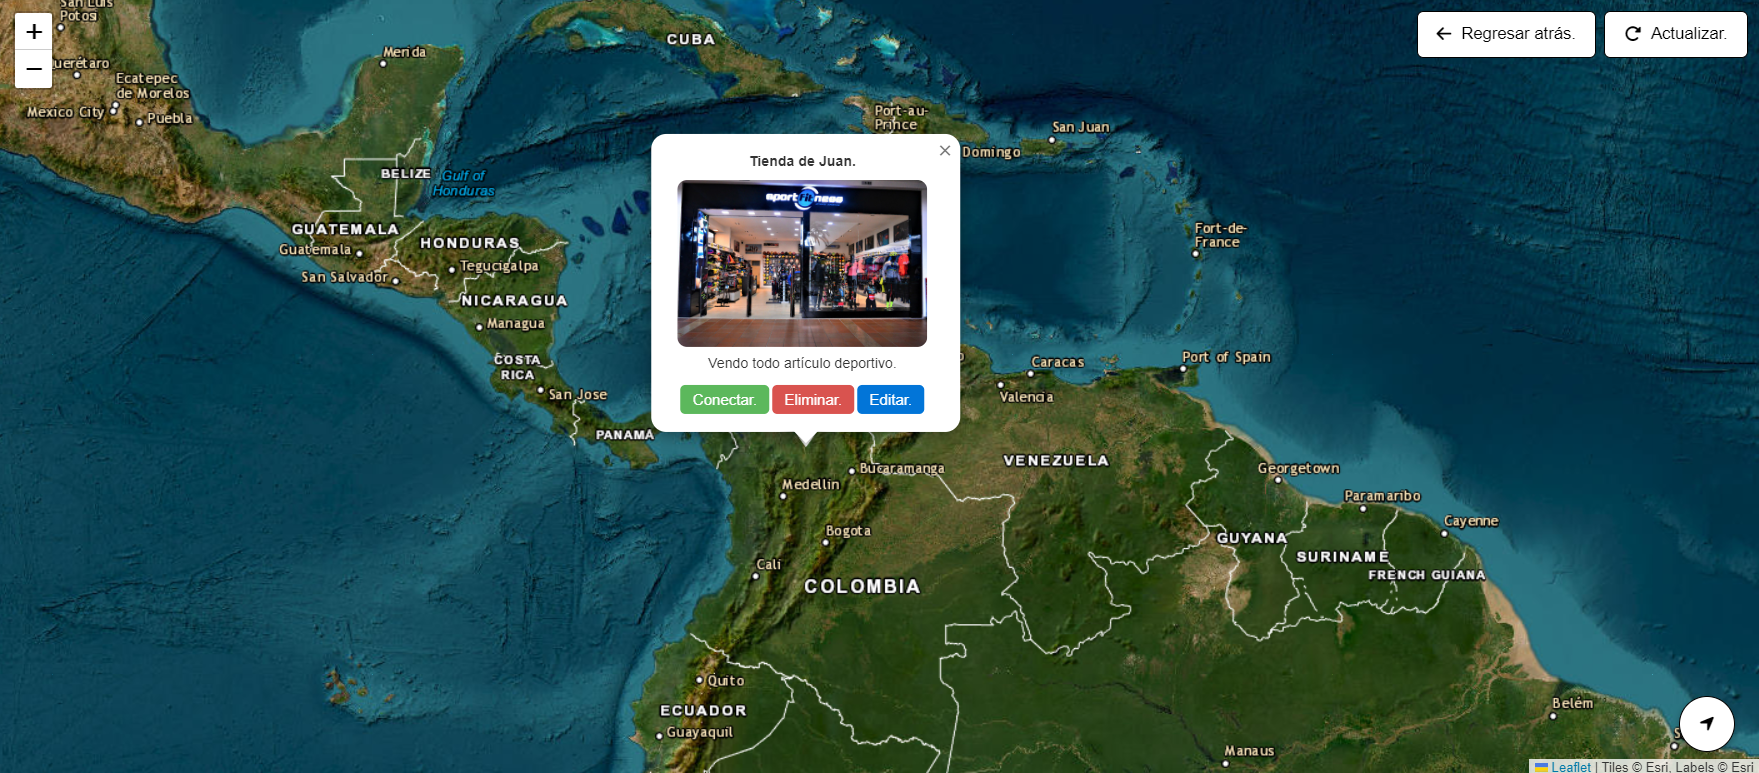 San Luis
Potosí
+
−
Querétaro
Ecatepec
de Morelos
Mexico City
Puebla
Merida
CUBA
← Regresar atrás.
Actualizar.
Port-au-
Prince
San Juan
Domingo
BELIZE
Gulf of
Honduras
GUATEMALA
Guatemala
HONDURAS
Tegucigalpa
San Salvador
NICARAGUA
Managua
COSTA
RICA
San Jose
PANAMÁ
Tienda de Juan.
×
sport fitness
Vendo todo artículo deportivo.
Conectar.
Eliminar.
Editar.
Fort-de-
France
Caracas
Port of Spain
Valencia
VENEZUELA
Bucaramanga
Medellín
Georgetown
Paramaribo
Bogota
Cayenne
GUYANA
SURINAME
Cali
FRENCH GUIANA
COLOMBIA
Quito
ECUADOR
Guayaquil
Belém
Manaus
Leaflet | Tiles © Esri, Labels © Esri